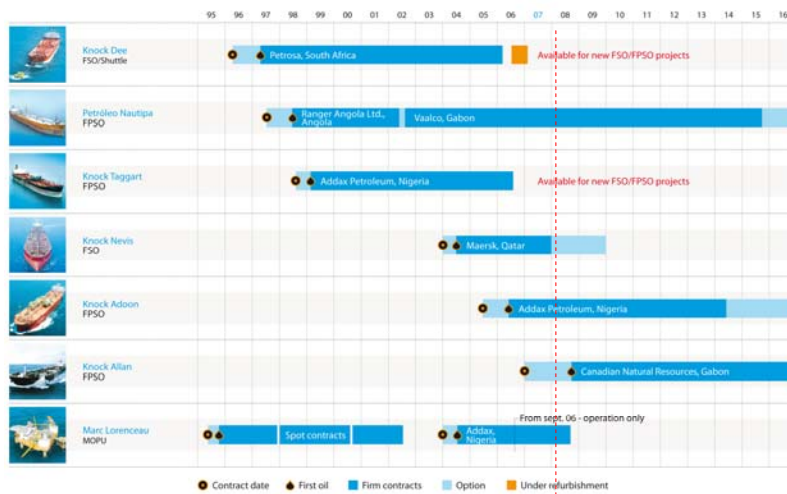 95 96 97 98 99 00 01 02 03 04 05 06 07 08 09 10 11 12 13 14 15 16
Knock Dee
FSO/Shuttle
Petrosa, South Africa
Available for new FSO/FPSO projects
Petróleo Nautipa
FPSO
Ranger Angola Ltd.,
Angola
Vaalco, Gabon
Knock Taggart
FPSO
Addax Petroleum, Nigeria
Available for new FSO/FPSO projects
Knock Nevis
FSO
Maersk, Qatar
Knock Adoon
FPSO
Addax Petroleum, Nigeria
Knock Allan
FPSO
Canadian Natural Resources, Gabon
From sept. 06 - operation only
Marc Lorenceau
MOPU
Spot contracts
Addax,
Nigeria
Contract date First oil Firm contracts Option Under refurbishment